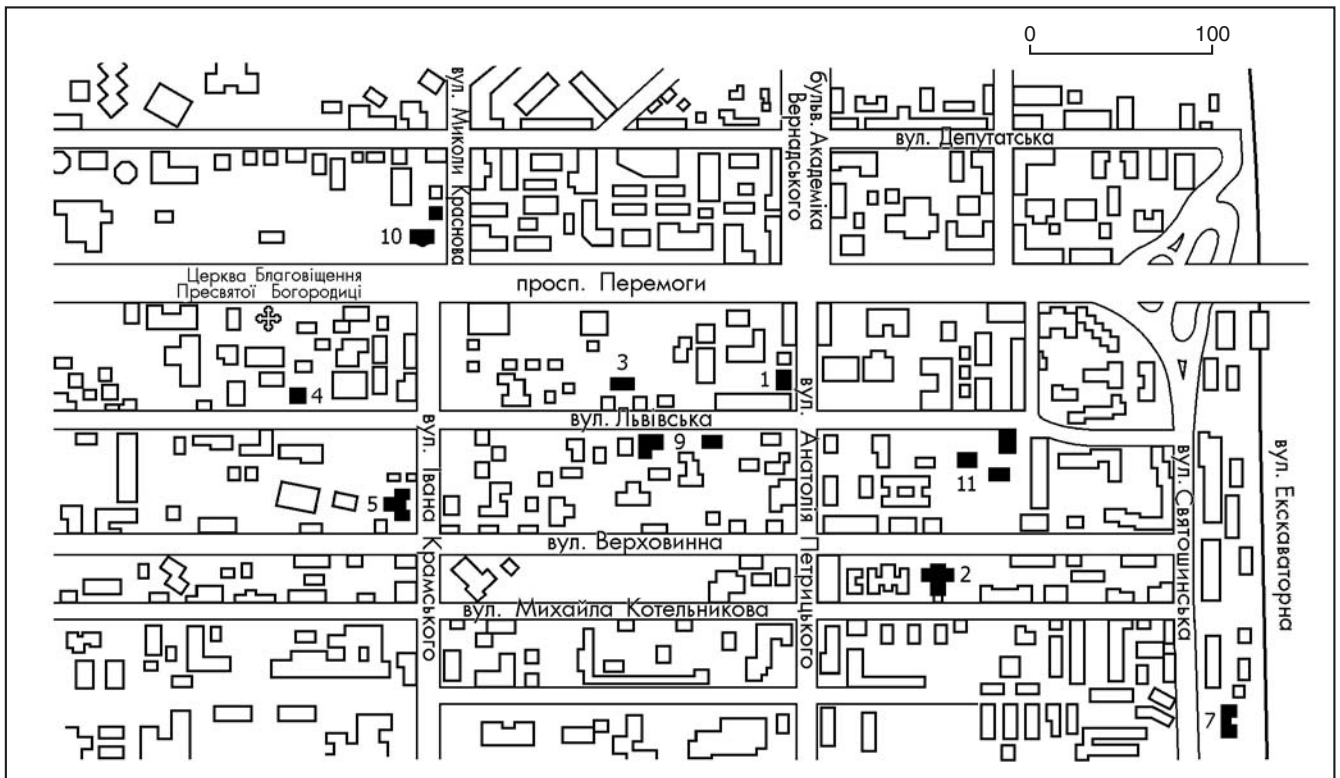 0 100
вул. Миколи Краснова
бульв. Академіка
Вернадського
вул. Депутатська
10
Церква Благовіщення
Пресвятої Богородиці
просп. Перемоги
3
1
4
вул. Львівська
9
11
5
вул. Івана Крамського
вул. Анатолія Петрицького
вул. Святошинська
вул. Екскаваторна
вул. Верховинна
2
вул. Михайла Котельникова
7